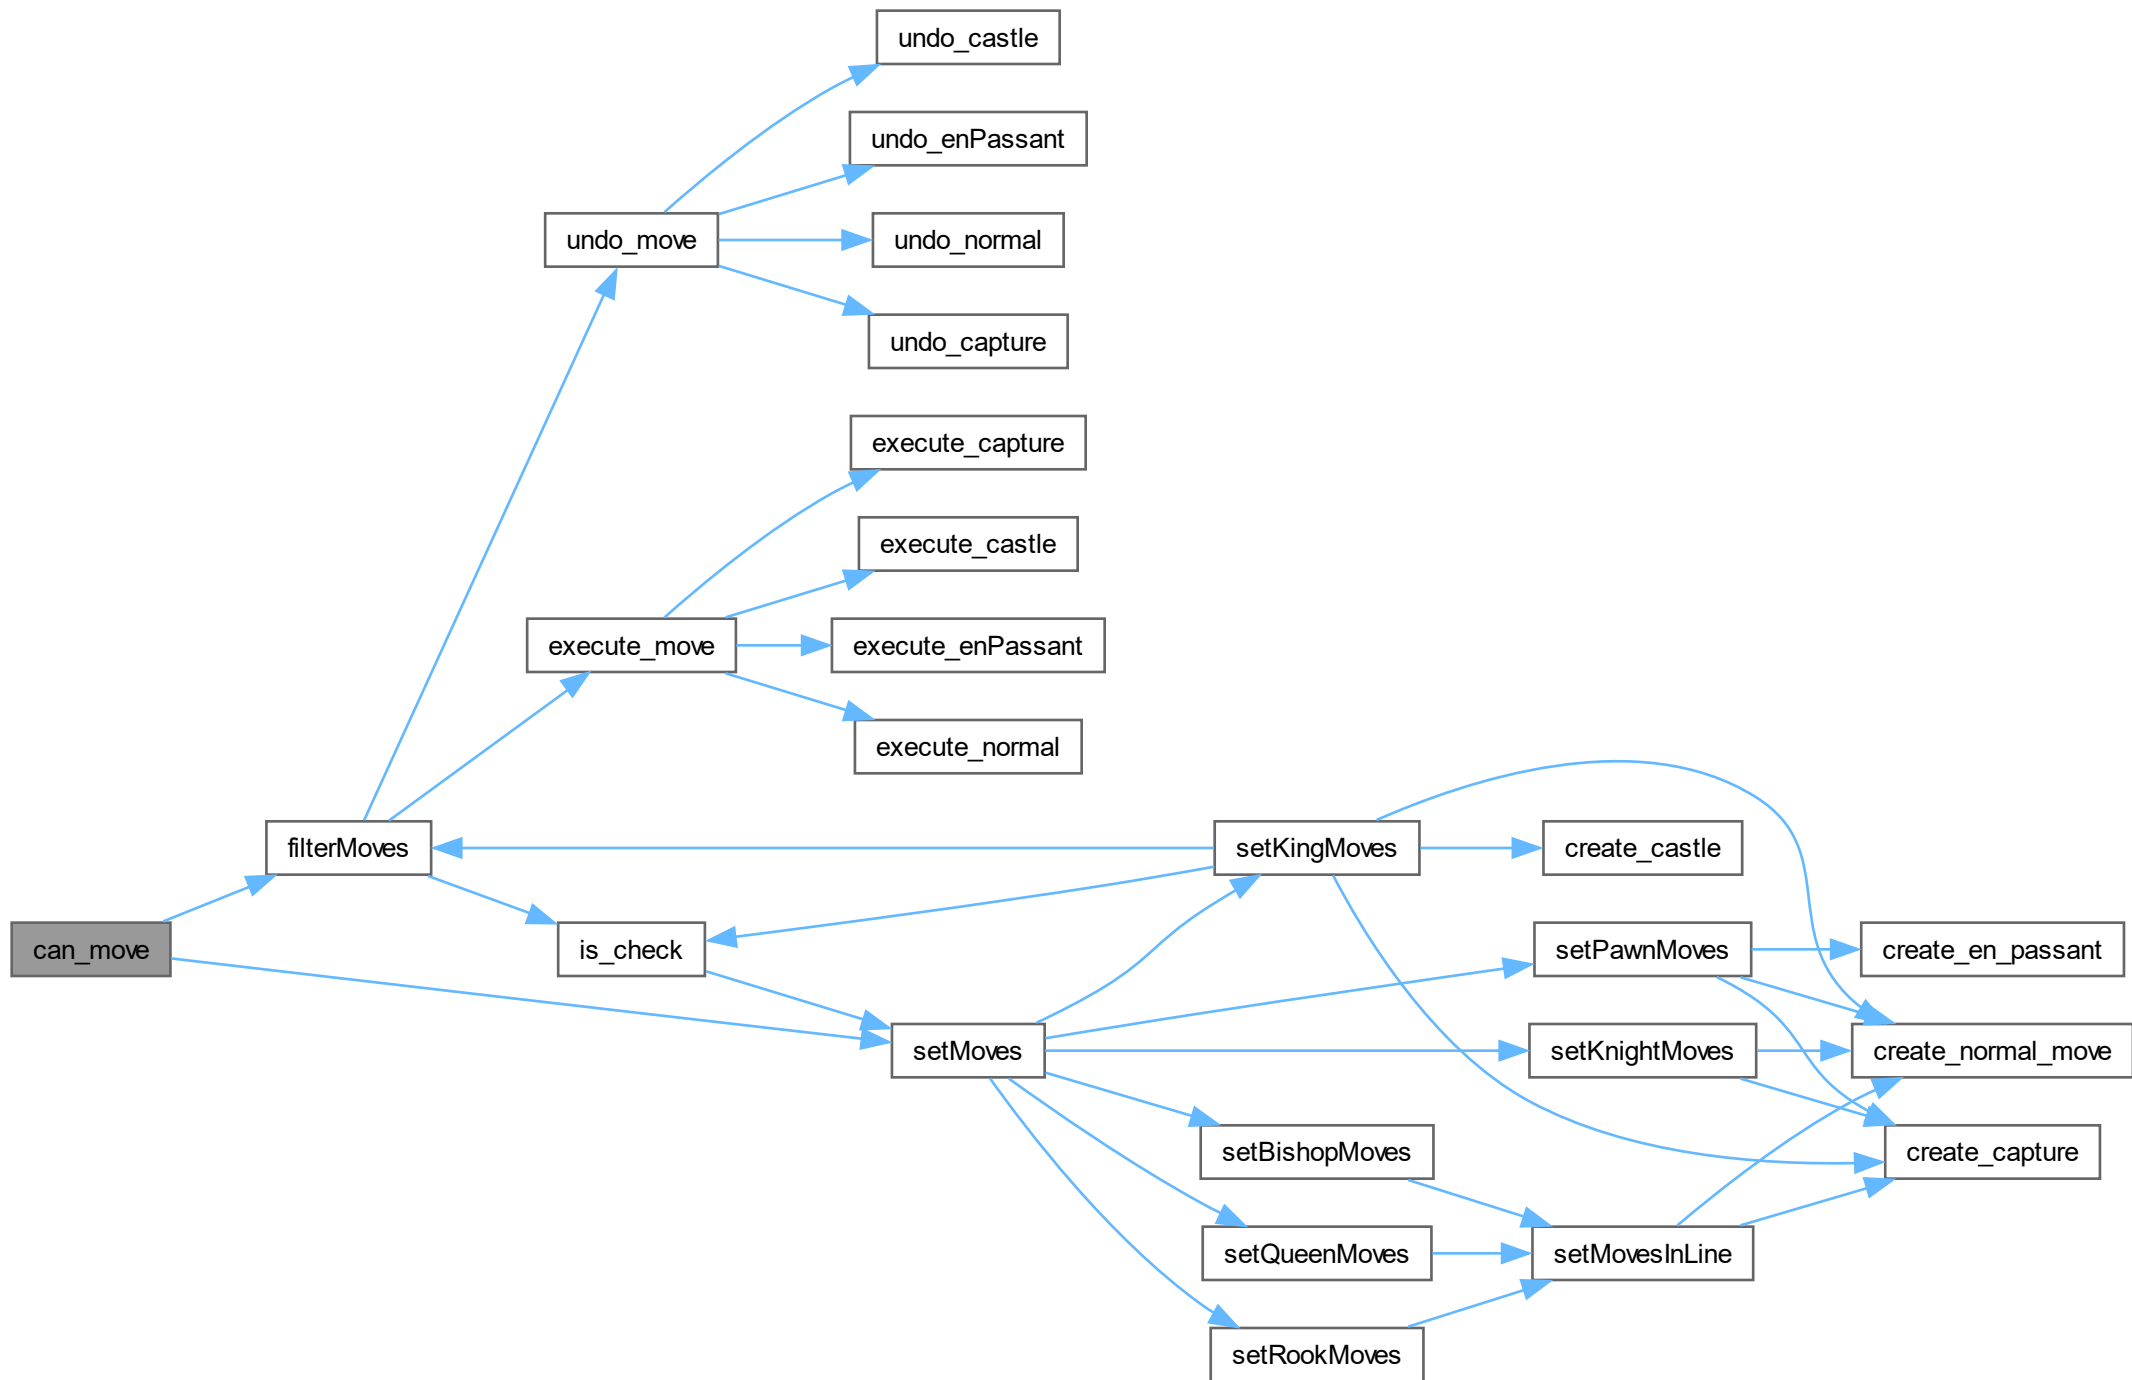 undo_castle
undo_enPassant
undo_move
undo_normal
undo_capture
execute_capture
execute_castle
execute_move
execute_enPassant
execute_normal
filterMoves
setKingMoves
create_castle
can_move
is_check
setPawnMoves
create_en_passant
setMoves
setKnightMoves
create_normal_move
setBishopMoves
create_capture
setQueenMoves
setMovesInLine
setRookMoves